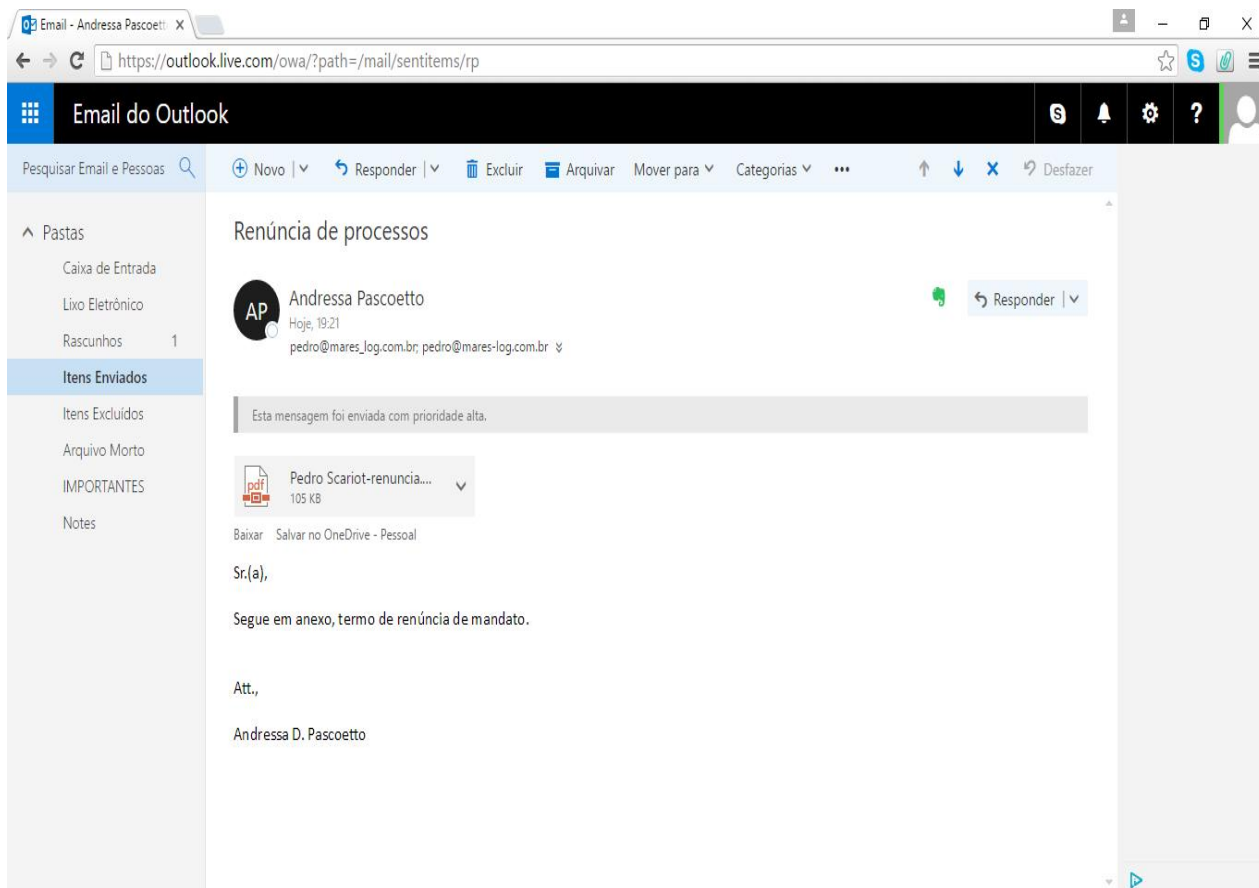 Email - Andressa Pascoett
https://outlook.live.com/owa/?path=/mail/sentitems/rp
Email do Outlook
Pesquisar Email e Pessoas
Novo
Responder
Excluir
Arquivar
Mover para
Categorias
Desfazer
Pastas
Caixa de Entrada
Lixo Eletrônico
Rascunhos 1
Itens Enviados
Itens Excluídos
Arquivo Morto
IMPORTANTES
Notes
Renúncia de processos
AP
Andressa Pascoetto
Hoje, 19:21
pedro@mares_log.com.br; pedro@mares-log.com.br
Responder
Esta mensagem foi enviada com prioridade alta.
pdf
Pedro Scariot-renuncia....
105 KB
Baixar Salvar no OneDrive - Pessoal
Sr.(a),
Segue em anexo, termo de renúncia de mandato.
Att.,
Andressa D. Pascoetto